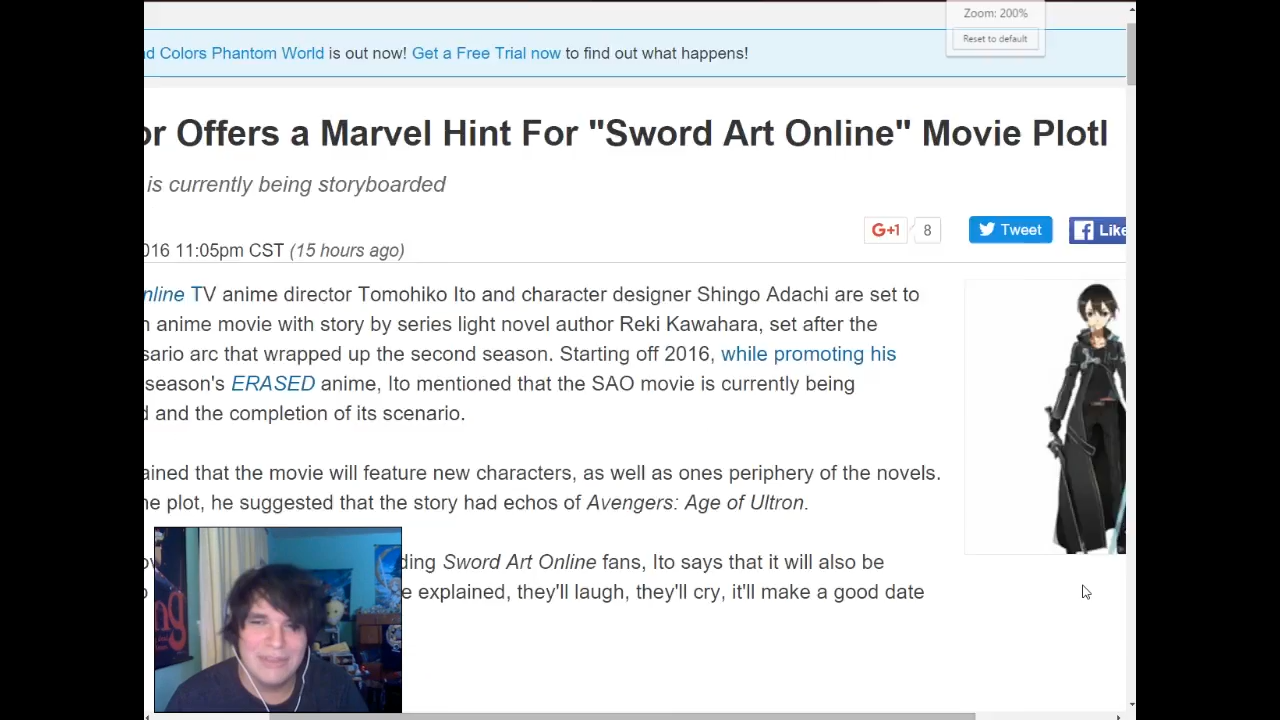 Zoom: 200%
Reset to default
Colors Phantom World is out now! Get a Free Trial now to find out what happens!
or Offers a Marvel Hint For "Sword Art Online" Movie Plotl
is currently being storyboarded
G+1 8 Tweet Like
016 11:05pm CST (15 hours ago)
nline TV anime director Tomohiko Ito and character designer Shingo Adachi are set to
anime movie with story by series light novel author Reki Kawahara, set after the
sario arc that wrapped up the second season. Starting off 2016, while promoting his
season's ERASED anime, Ito mentioned that the SAO movie is currently being
and the completion of its scenario.
ained that the movie will feature new characters, as well as ones periphery of the novels.
he plot, he suggested that the story had echos of Avengers: Age of Ultron.
ding Sword Art Online fans, Ito says that it will also be
e explained, they'll laugh, they'll cry, it'll make a good date